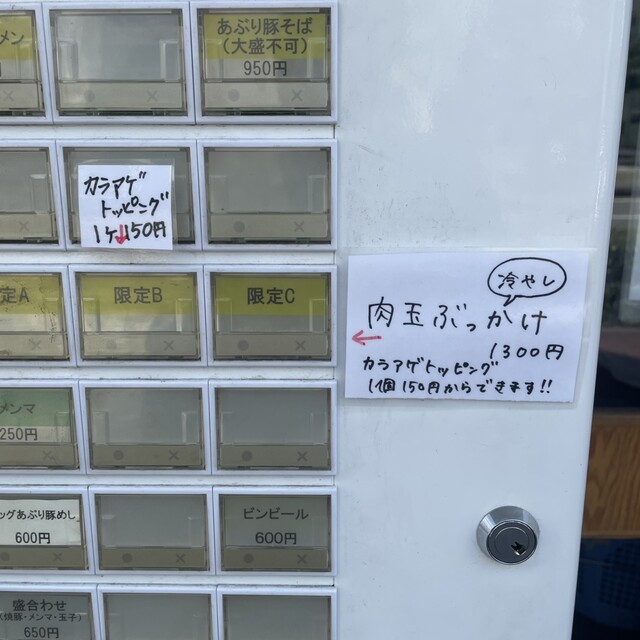 メン
あぶり豚そば
(大盛不可)
950円
カラアゲ
トッピング
1ケ↓150円
定A
限定B
限定C
冷やし
肉玉ぶっかけ
1300円
カラアゲトッピング
1個150円からできます!!
メンマ
250円
ッグあぶり豚めし
600円
ビンビール
600円
盛合わせ
(焼豚・メンマ・玉子)
650円